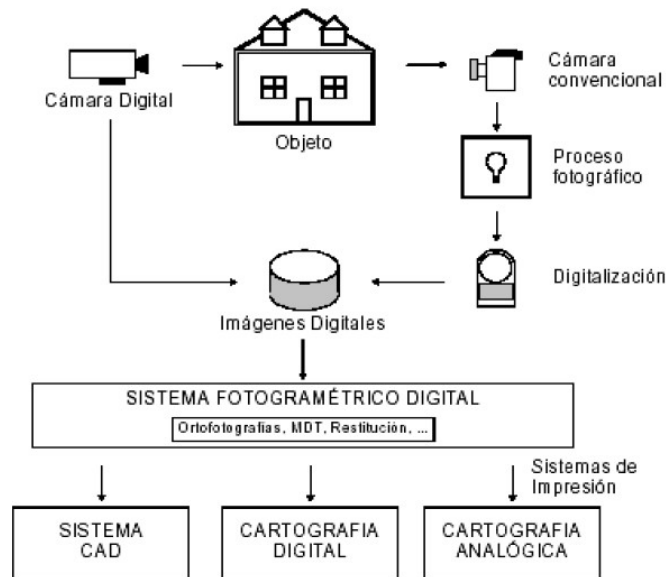 Cámara Digital
Objeto
Cámara
convencional
Proceso
fotográfico
Digitalización
Imágenes Digitales
SISTEMA FOTOGRAMÉTRICO DIGITAL
Ortofotografias, MDT, Restitución, ...
Sistemas de
Impresión
SISTEMA
CAD
CARTOGRAFIA
DIGITAL
CARTOGRAFIA
ANALÓGICA